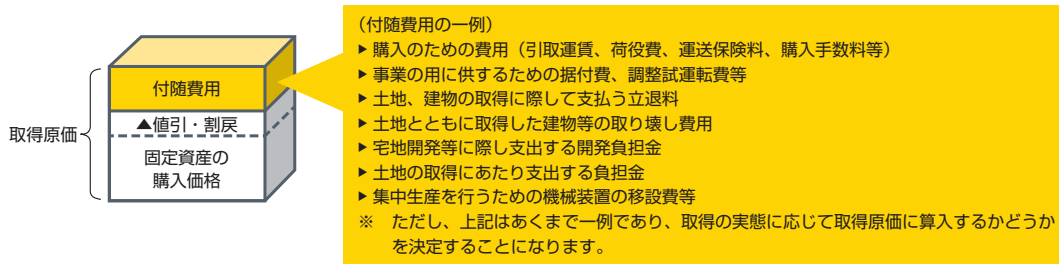 取得原価
付随費用
▲値引・割戻
固定資産の
購入価格
（付随費用の一例）
▶ 購入のための費用（引取運賃、荷役費、運送保険料、購入手数料等）
▶ 事業の用に供するための据付費、調整試運転費等
▶ 土地、建物の取得に際して支払う立退料
▶ 土地とともに取得した建物等の取り壊し費用
▶ 宅地開発等に際し支出する開発負担金
▶ 土地の取得にあたり支出する負担金
▶ 集中生産を行うための機械装置の移設費等
※　ただし、上記はあくまで一例であり、取得の実態に応じて取得原価に算入するかどうか
を決定することになります。